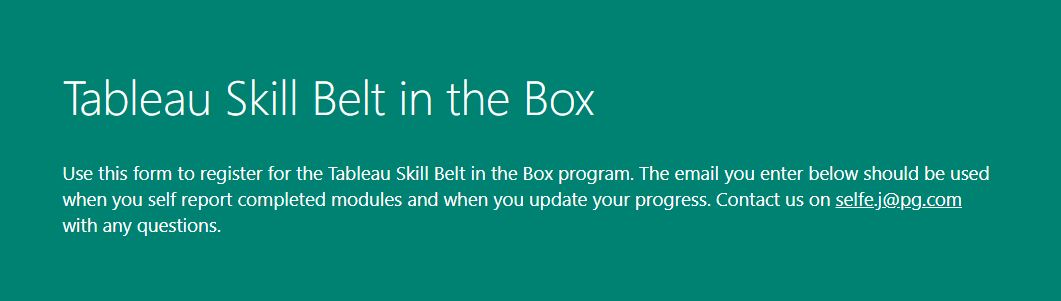 Tableau Skill Belt in the Box
Use this form to register for the Tableau Skill Belt in the Box program. The email you enter below should be used
when you self report completed modules and when you update your progress. Contact us on selfe.j@pg.com
with any questions.